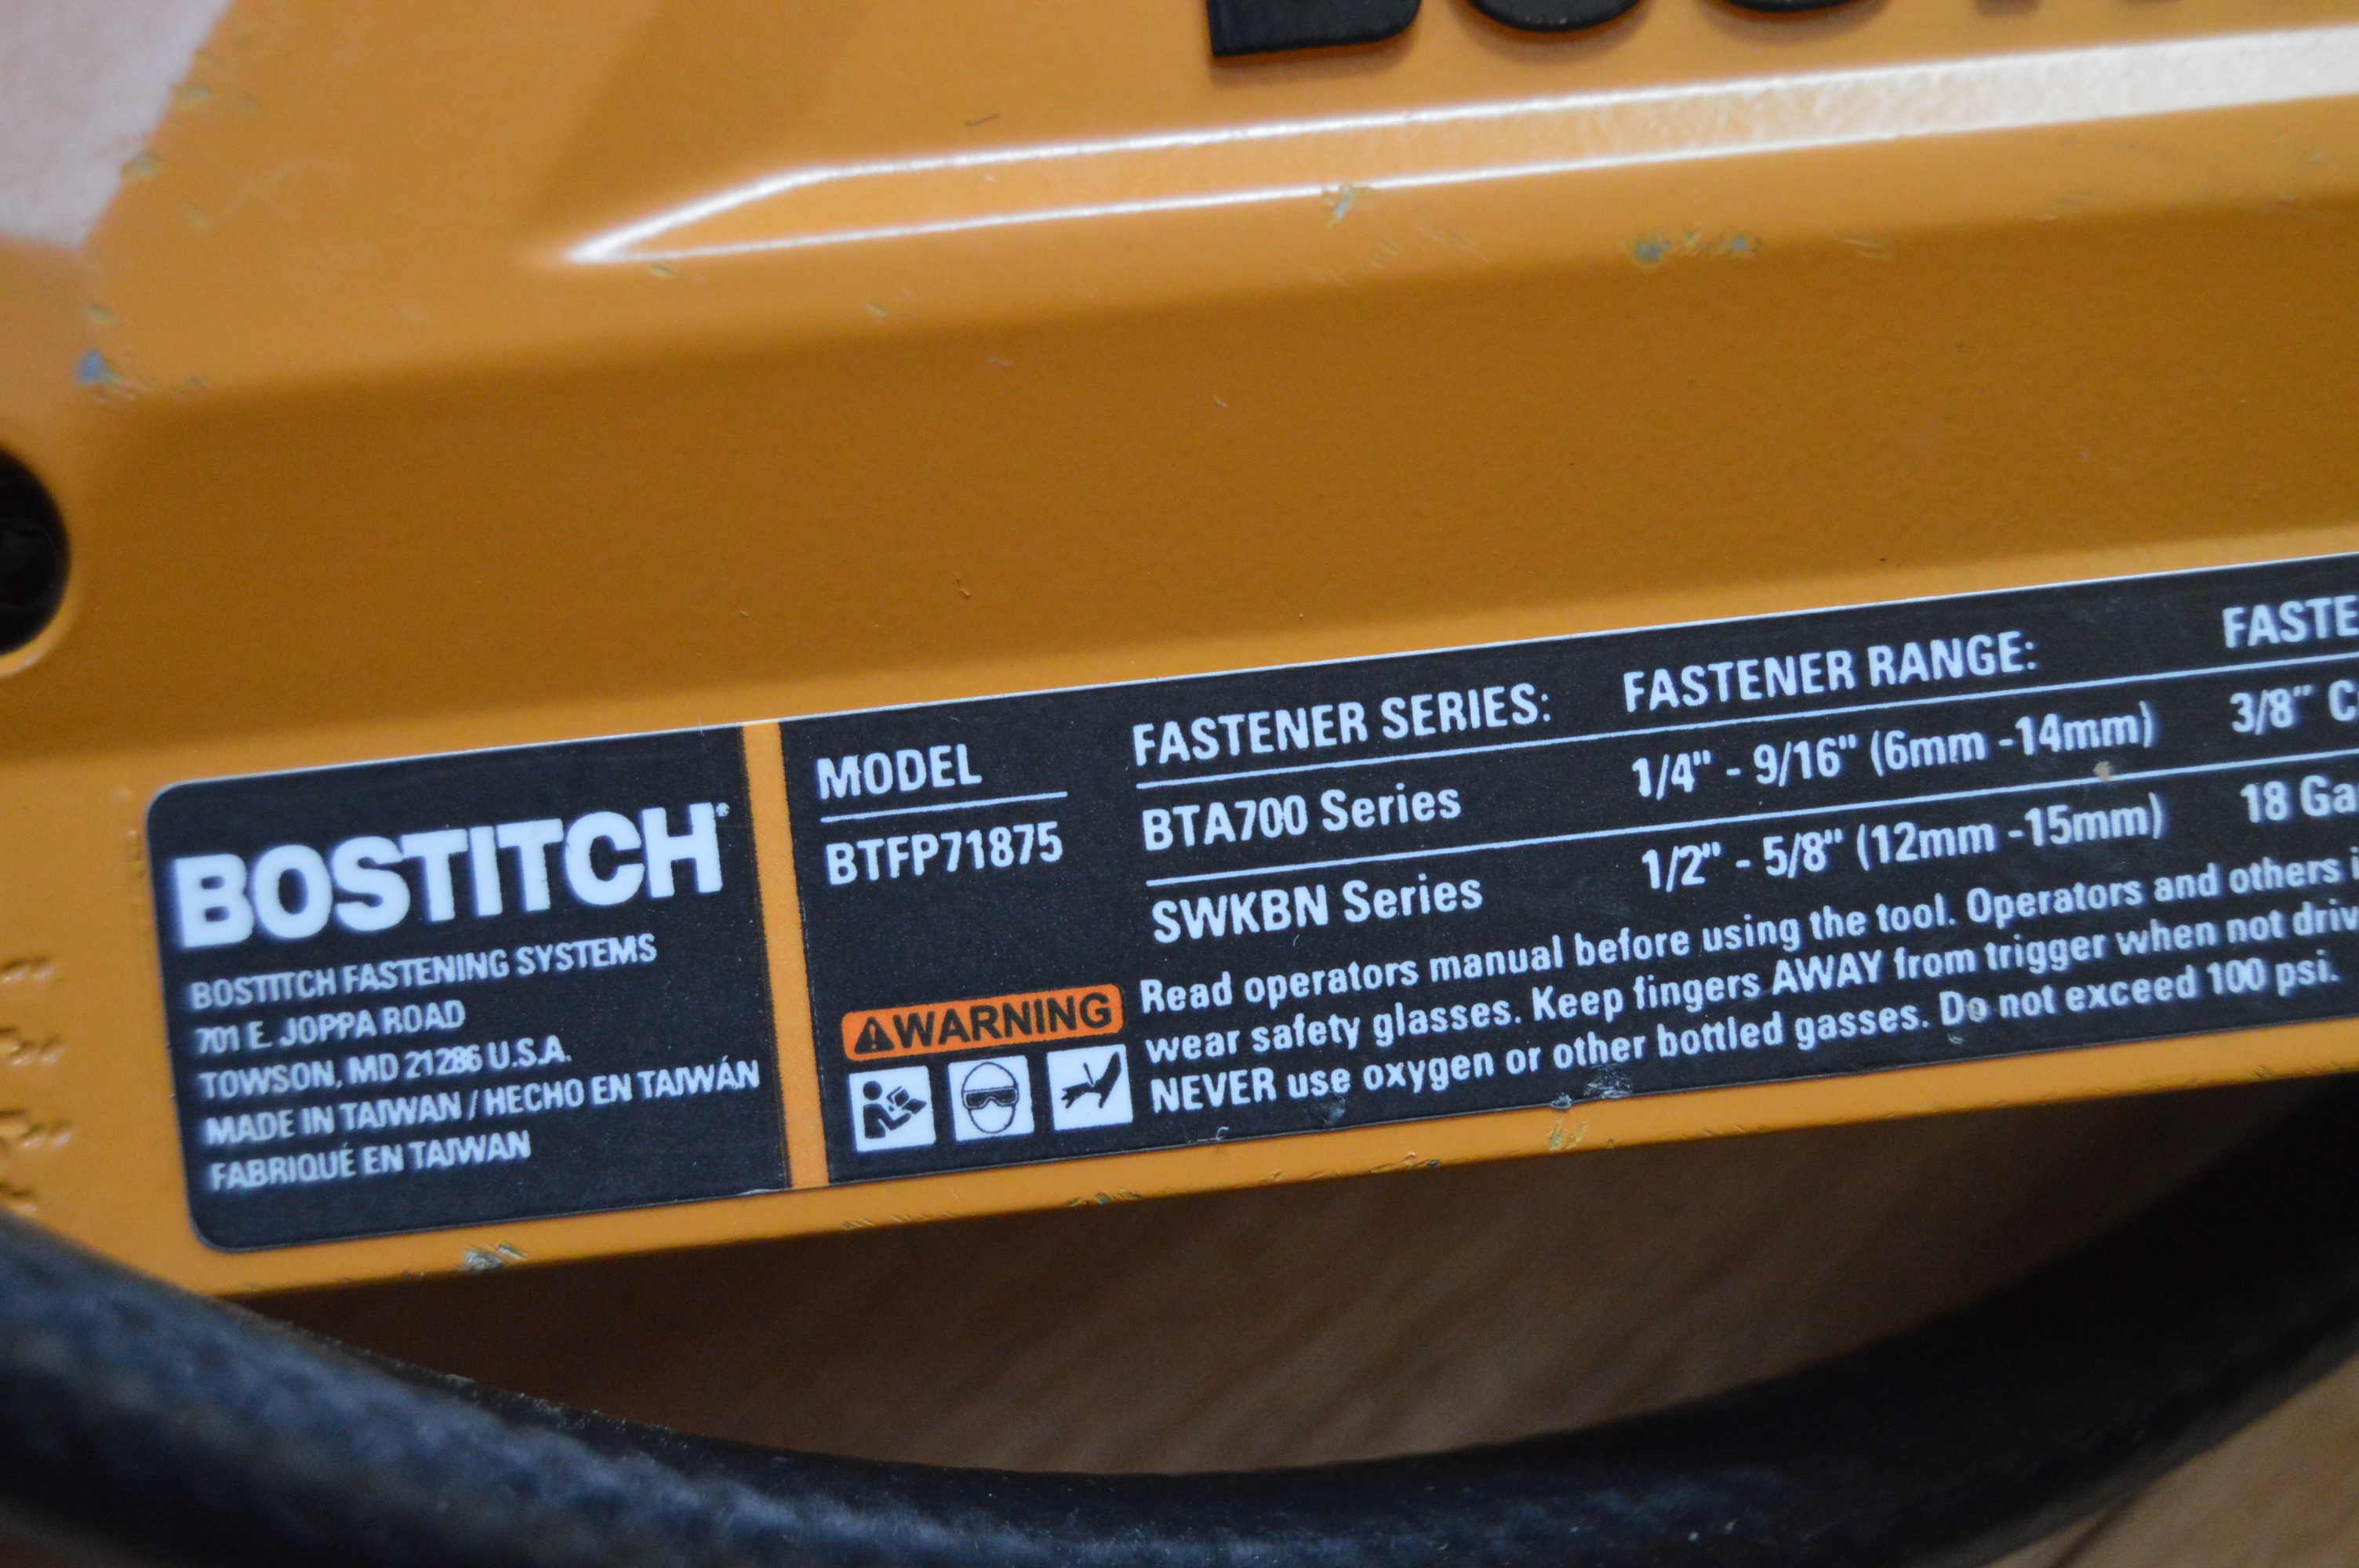 BOSTITCH
BOSTITCH FASTENING SYSTEMS
701 E. JOPPA ROAD
TOWSON, MD 21286 U.S.A.
MADE IN TAIWAN / HECHO EN TAIWÁN
FABRIQUÉ EN TAIWAN
MODEL
BTFP71875
FASTENER SERIES: FASTENER RANGE: FASTE
BTA700 Series 1/4" - 9/16" (6mm -14mm) 3/8" C
SWKBN Series 1/2" - 5/8" (12mm -15mm) 18 Ga
WARNING
Read operators manual before using the tool. Operators and others i
wear safety glasses. Keep fingers AWAY from trigger when not driv
NEVER use oxygen or other bottled gasses. Do not exceed 100 psi.